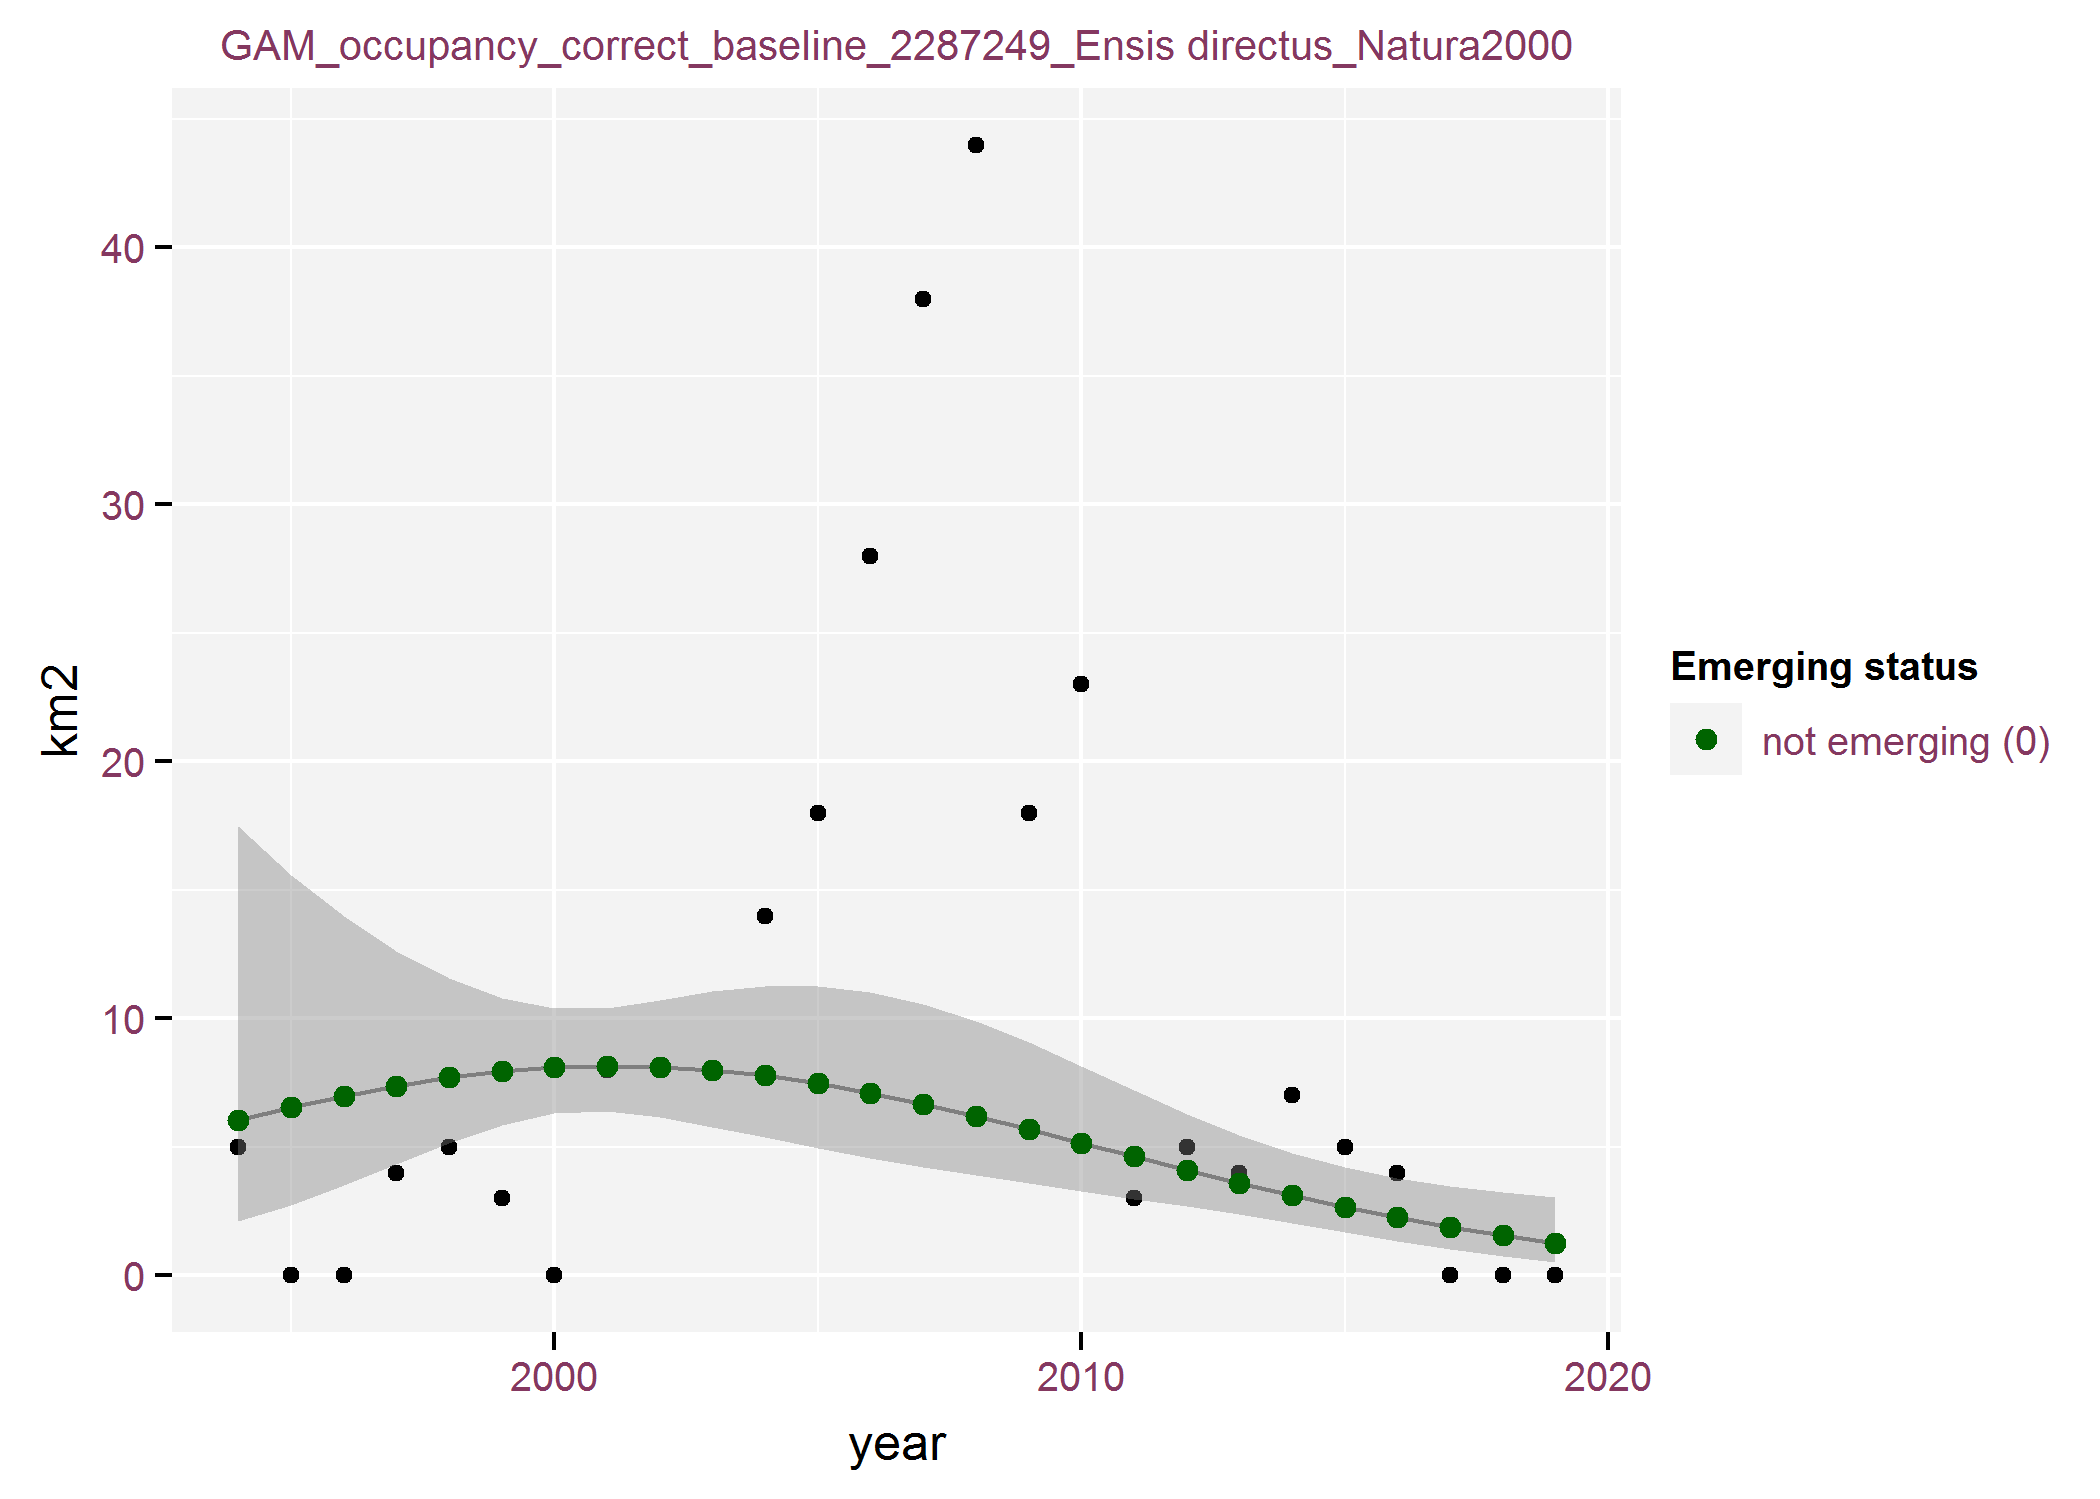 GAM_occupancy_correct_baseline_2287249_Ensis directus_Natura2000
40
30
20
10
0
km2
2000
2010
2020
year
Emerging status
not emerging (0)